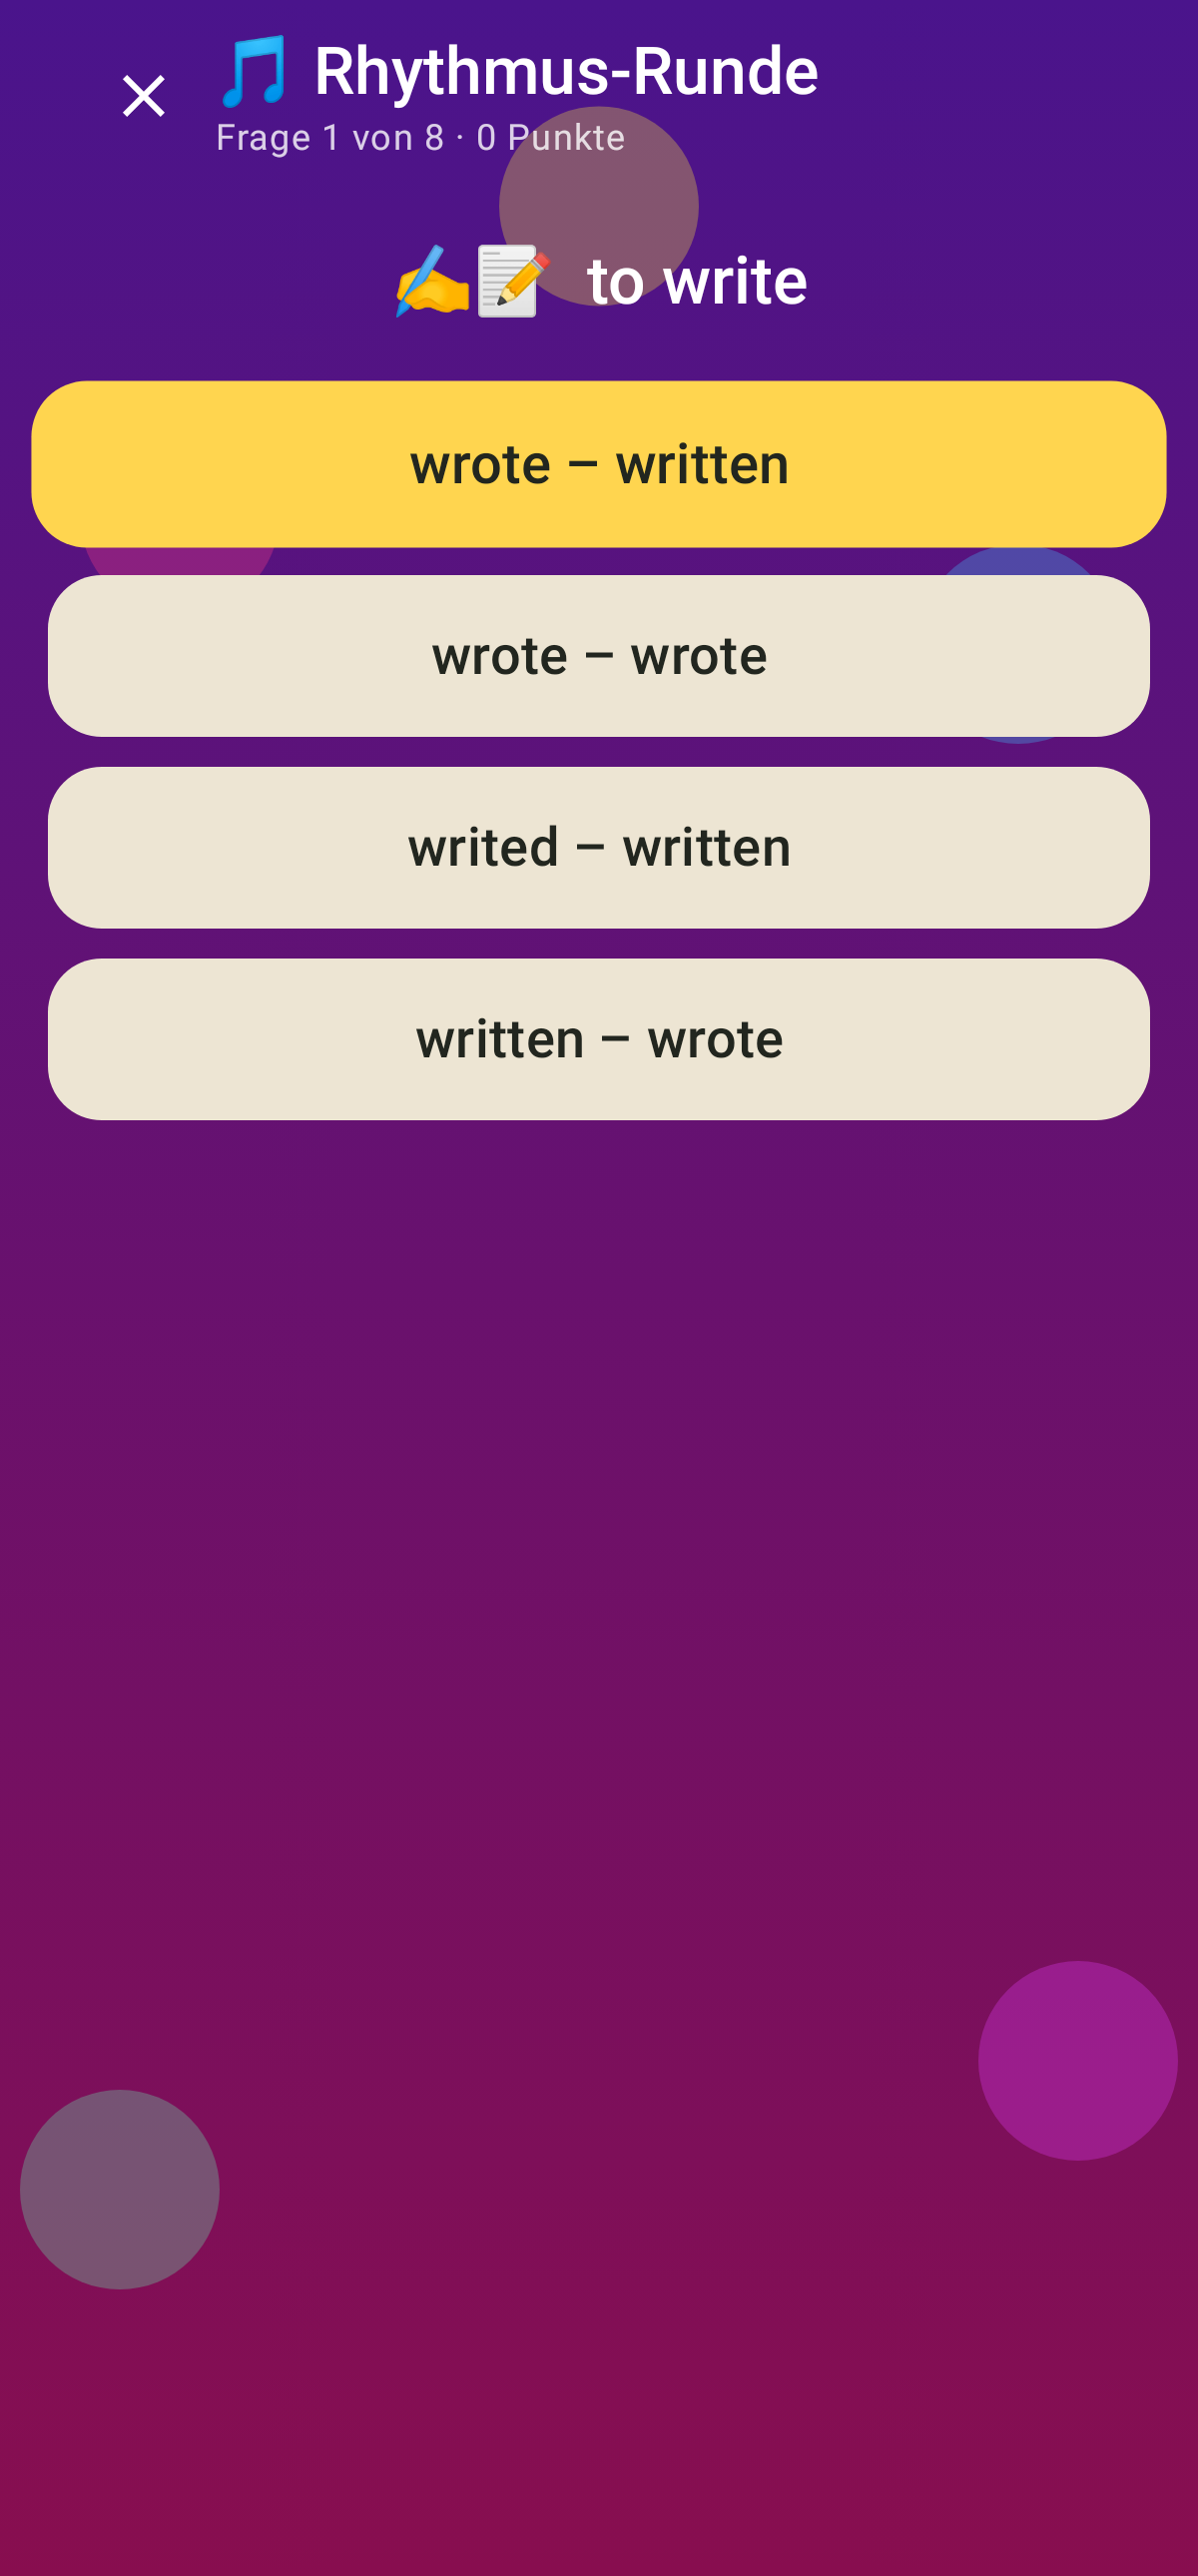 🎵 Rhythmus-Runde
Frage 1 von 8 · 0 Punkte
✍️📝 to write
wrote – written
wrote – wrote
writed – written
written – wrote